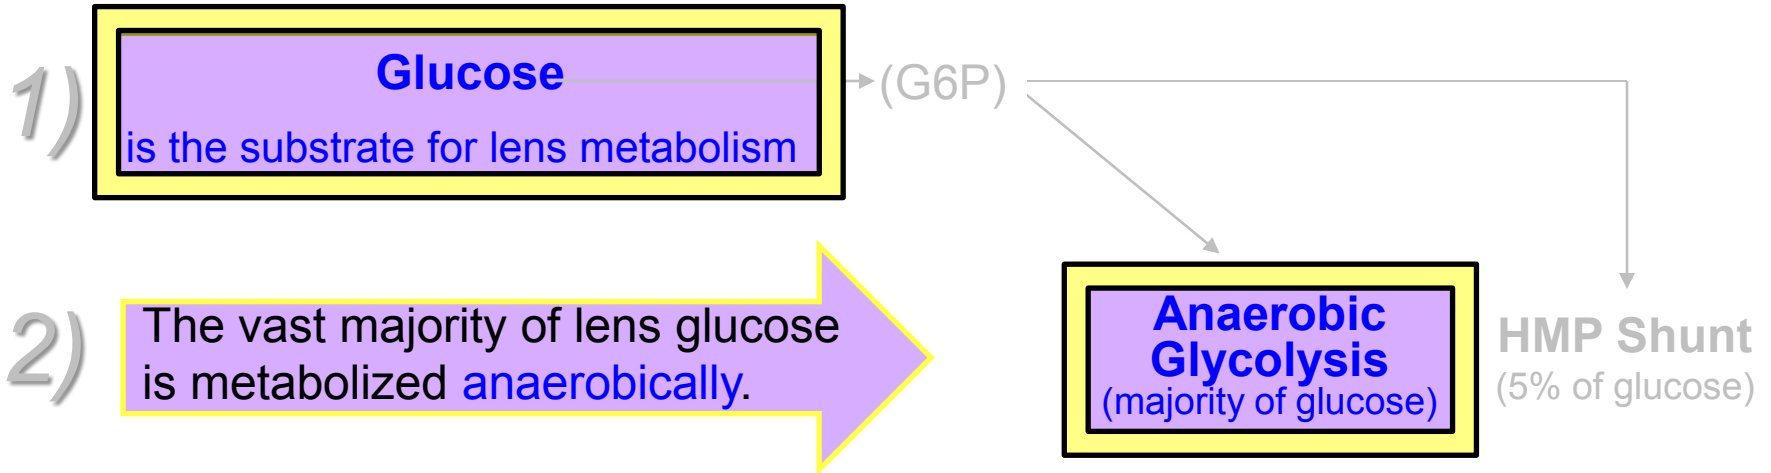 1)
Glucose
is the substrate for lens metabolism
(G6P)
2)
The vast majority of lens glucose
is metabolized anaerobically.
Anaerobic
Glycolysis
(majority of glucose)
HMP Shunt
(5% of glucose)